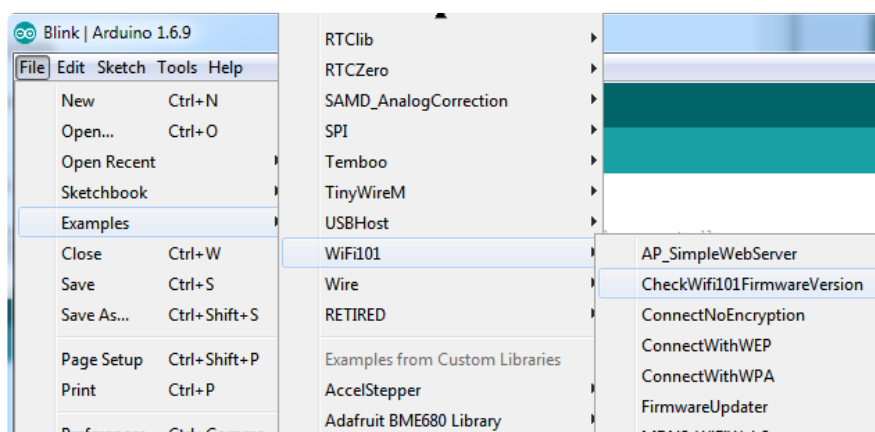 Blink | Arduino 1.6.9
File Edit Sketch Tools Help
New Ctrl+N
Open... Ctrl+O
Open Recent
Sketchbook
Examples
Close Ctrl+W
Save Ctrl+S
Save As... Ctrl+Shift+S
Page Setup Ctrl+Shift+P
Print Ctrl+P
RTClib
RTCZero
SAMD_AnalogCorrection
SPI
Temboo
TinyWireM
USBHost
WiFi101
Wire
RETIRED
Examples from Custom Libraries
AccelStepper
Adafruit BME680 Library
AP_SimpleWebServer
CheckWifi101FirmwareVersion
ConnectNoEncryption
ConnectWithWEP
ConnectWithWPA
FirmwareUpdater